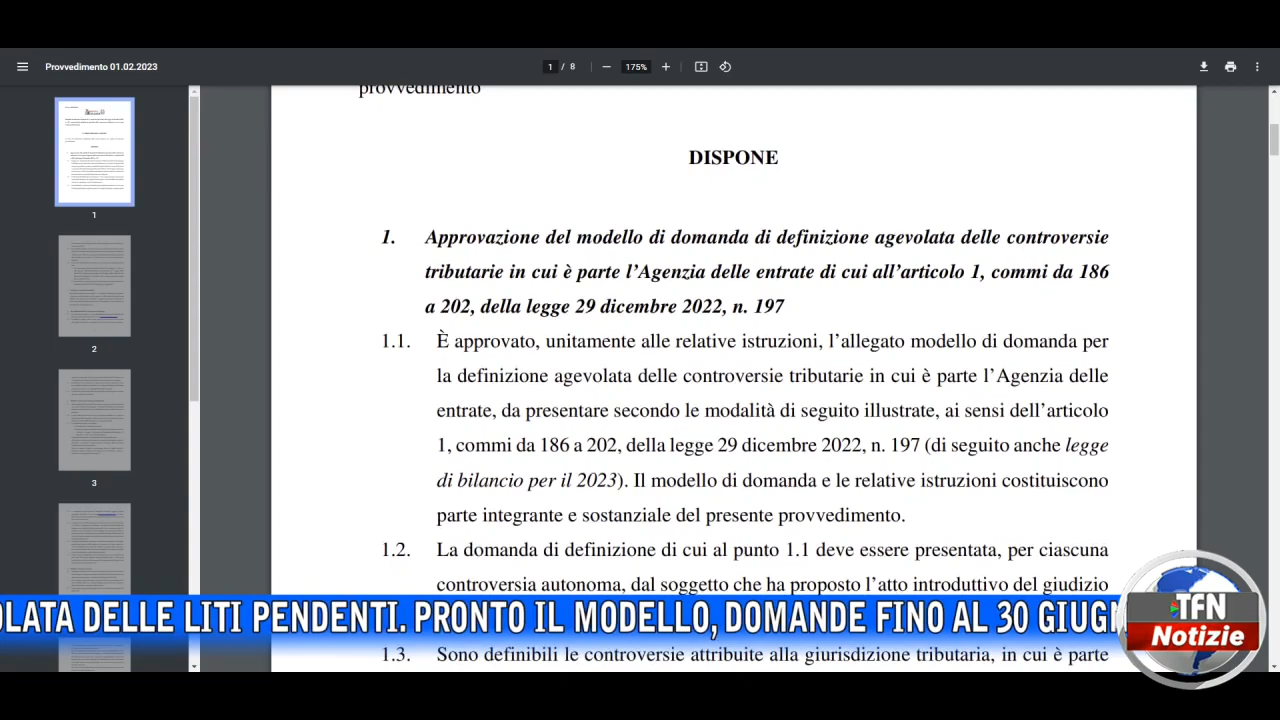 Provvedimento 01.02.2023
1 / 8
175%
provvedimento
DISPONE
1. Approvazione del modello di domanda di definizione agevolata delle controversie
tributarie in cui è parte l’Agenzia delle entrate di cui all’articolo 1, commi da 186
a 202, della legge 29 dicembre 2022, n. 197
1.1. È approvato, unitamente alle relative istruzioni, l’allegato modello di domanda per
la definizione agevolata delle controversie tributarie in cui è parte l’Agenzia delle
entrate, da presentare secondo le modalità di seguito illustrate, ai sensi dell’articolo
1, commi da 186 a 202, della legge 29 dicembre 2022, n. 197 (di seguito anche legge
di bilancio per il 2023). Il modello di domanda e le relative istruzioni costituiscono
parte integrante e sostanziale del presente provvedimento.
1.2. La domanda di definizione di cui al punto 1.1 deve essere presentata, per ciascuna
controversia autonoma, dal soggetto che ha proposto l’atto introduttivo del giudizio
OLATA DELLE LITI PENDENTI. PRONTO IL MODELLO, DOMANDE FINO AL 30 GIUG
TFN
Notizie
1.3. Sono definibili le controversie attribuite alla giurisdizione tributaria, in cui è parte
1
2
3